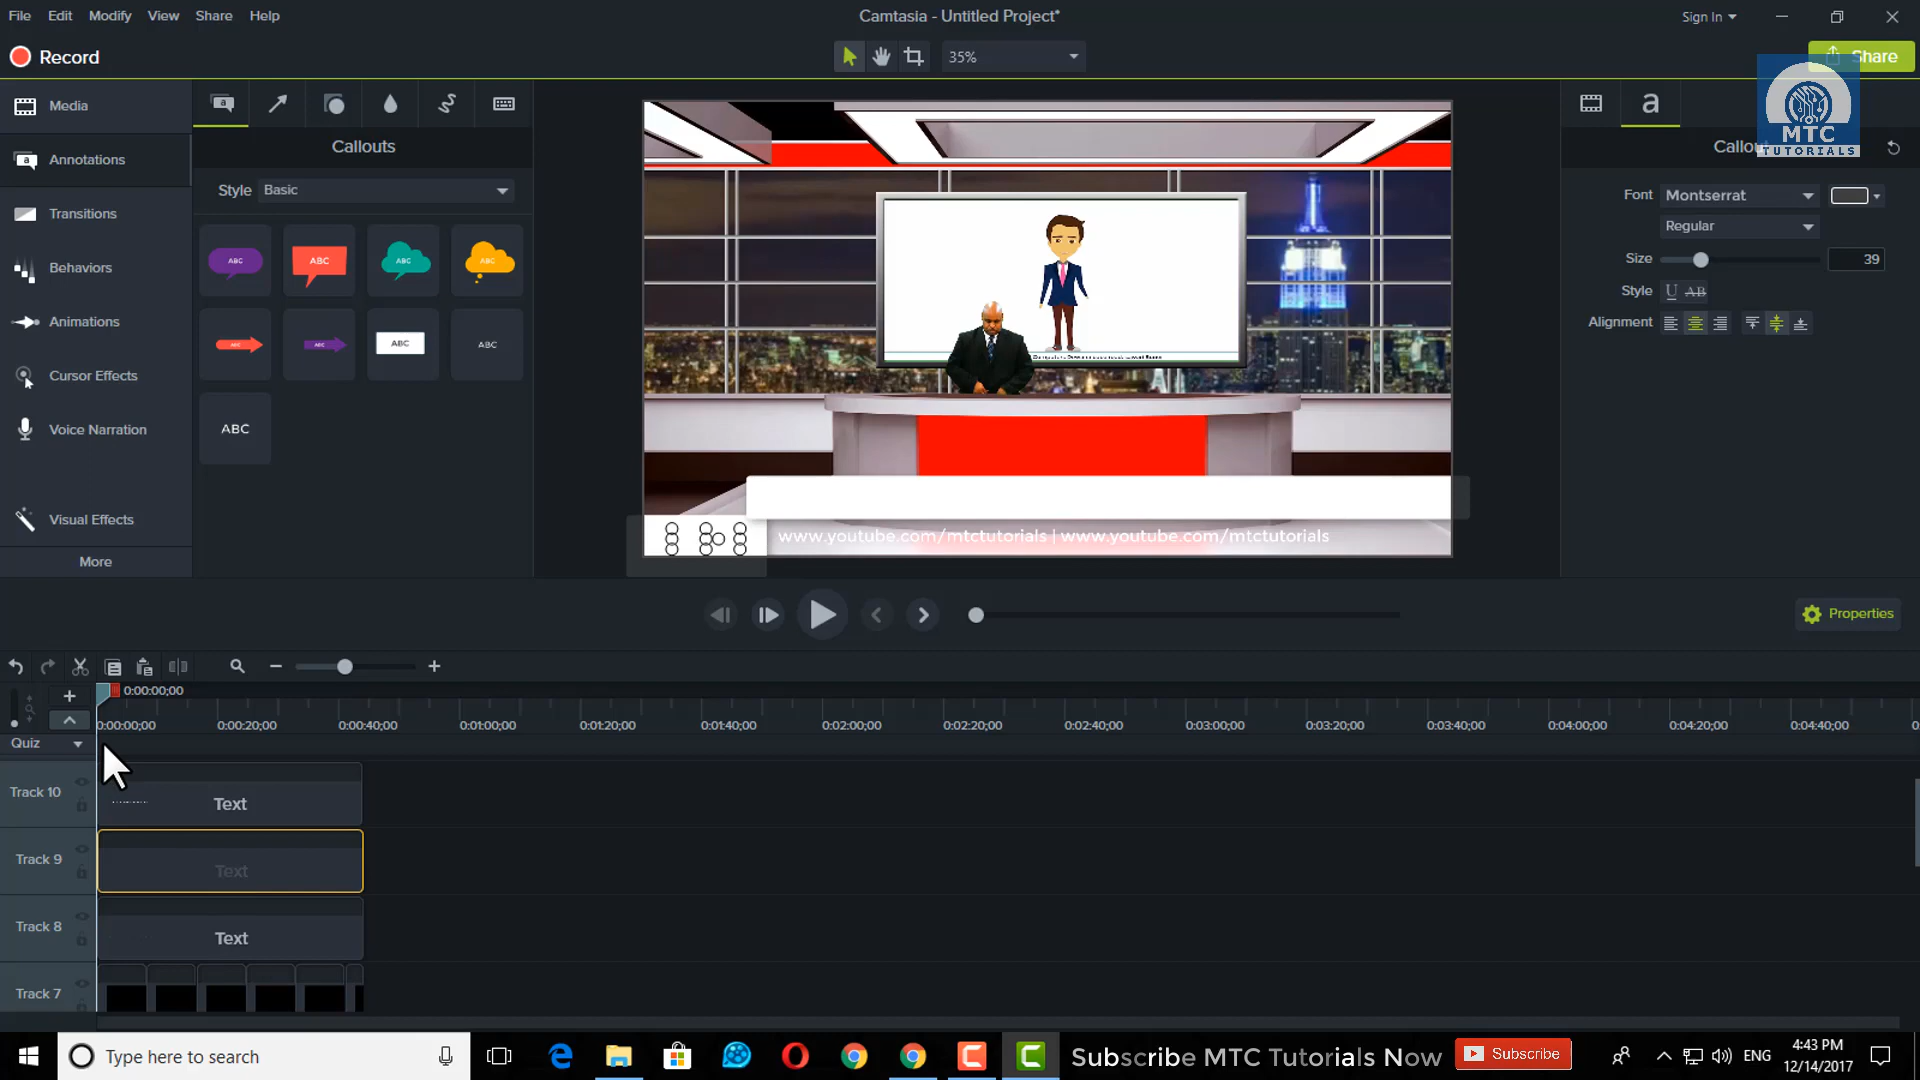 File Edit Modify View Share Help
Camtasia - Untitled Project*
Sign In
Record
35%
Share
MTC
TUTORIALS
Media
Annotations
Transitions
Behaviors
Animations
Cursor Effects
Voice Narration
Visual Effects
More
Callouts
Style Basic
ABC ABC ABC ABC
ABC ABC ABC ABC
ABC
www.youtube.com/mtctutorials | www.youtube.com/mtctutorials
Font Montserrat
Regular
Size 39
Style U AB
Alignment
Properties
0:00:00;00
0:00:00;00 0:00:20;00 0:00:40;00 0:01:00;00 0:01:20;00 0:01:40;00 0:02:00;00 0:02:20;00 0:02:40;00 0:03:00;00 0:03:20;00 0:03:40;00 0:04:00;00 0:04:20;00 0:04:40;00
Quiz
Track 10 Text
Track 9 Text
Track 8 Text
Track 7
Type here to search
Subscribe MTC Tutorials Now
Subscribe
ENG
4:43 PM
12/14/2017